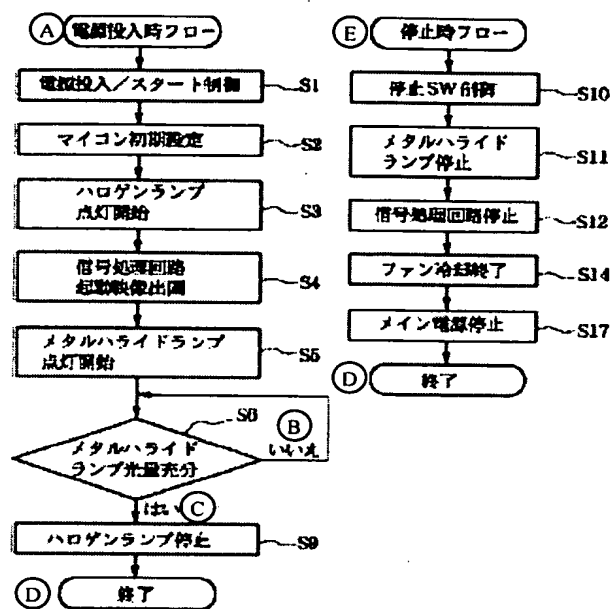 A 電源投入時フロー
電源投入/スタート制御 S1
マイコン初期設定 S2
ハロゲンランプ
点灯開始 S3
信号処理回路
起動映像出画 S4
メタルハライドランプ
点灯開始 S5
S6
メタルハライド
ランプ光量充分
B
いいえ
はい C
ハロゲンランプ停止 S9
D 終了
E 停止時フロー
停止SW制御 S10
メタルハライド
ランプ停止 S11
信号処理回路停止 S12
ファン冷却終了 S14
メイン電源停止 S17
D 終了